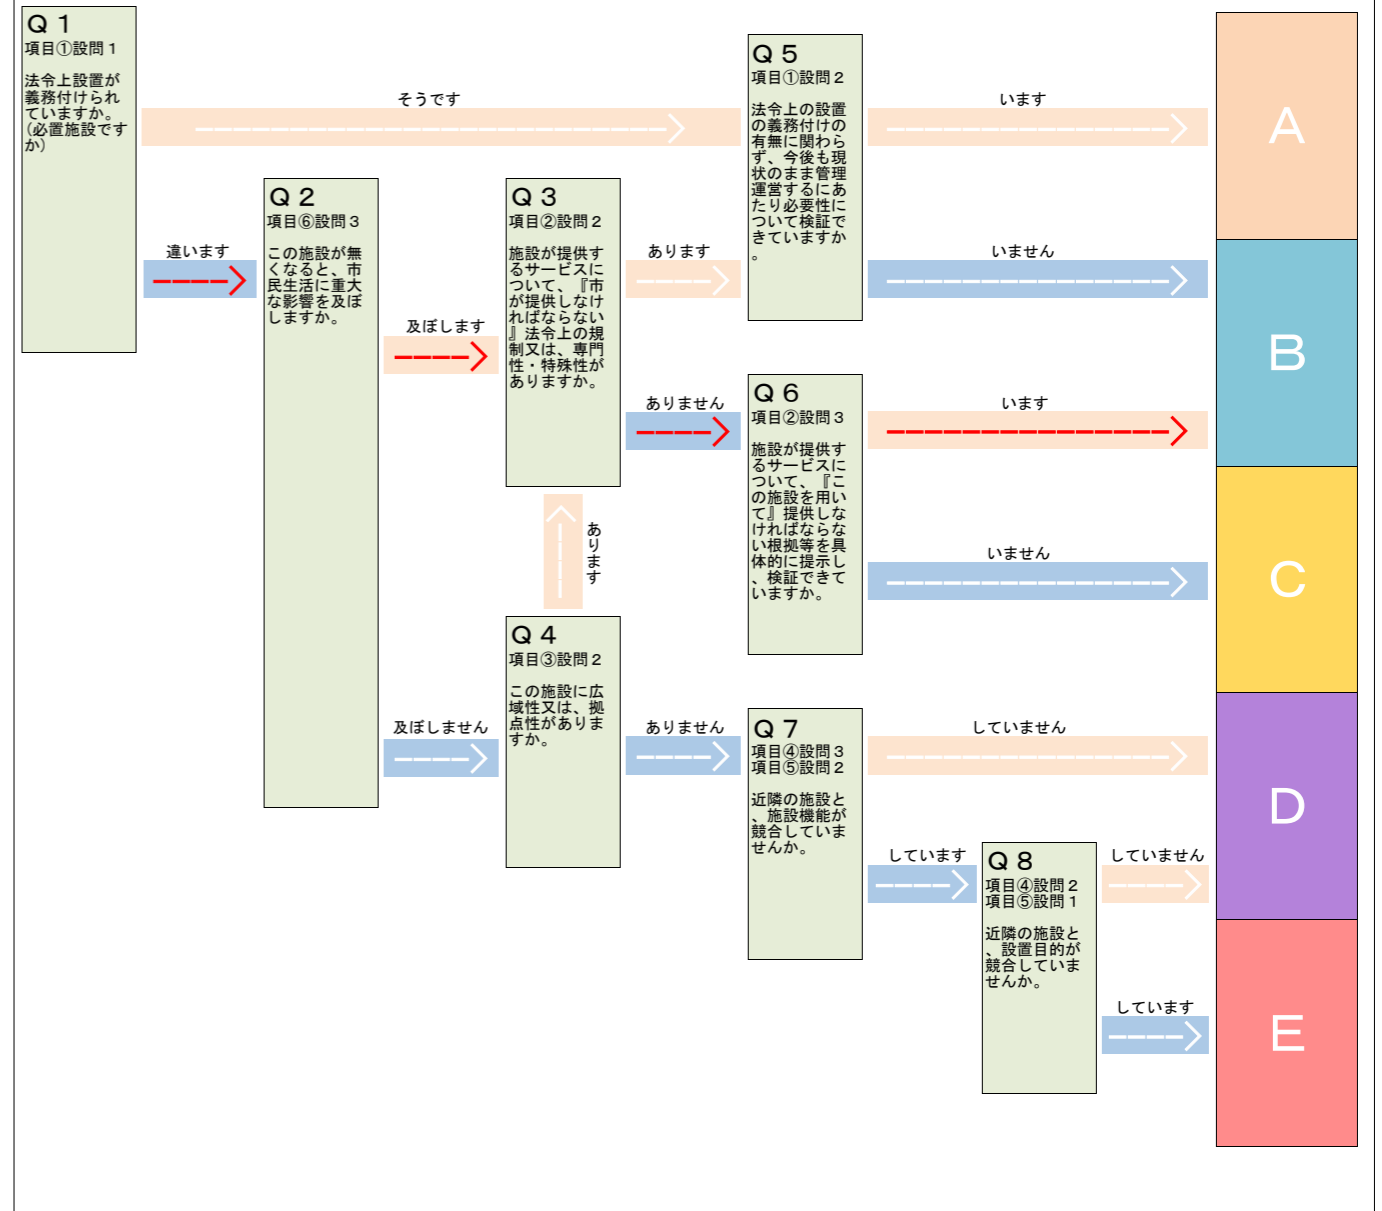 Ｑ１
項目①設問１
法令上設置が
義務付けられ
ていますか。
(必置施設です
か)
そうです
違います
Ｑ２
項目⑥設問３
この施設が無
くなると、市
民生活に重大
な影響を及ぼ
しますか。
及ぼします
及ぼしません
Ｑ３
項目②設問２
施設が提供す
るサービスに
ついて、『市
が提供しなけ
ればならない
』法令上の規
制又は、専門
性・特殊性が
ありますか。
あります
ありません
あります
Ｑ４
項目③設問２
この施設に広
域性又は、拠
点性がありま
すか。
ありません
Ｑ５
項目①設問２
法令上の設置
の義務付けの
有無に関わら
ず、今後も現
状のまま管理
運営するにあ
たり必要性に
ついて検証で
きていますか
。
います
いません
Ｑ６
項目②設問３
施設が提供す
るサービスに
ついて、『こ
の施設を用い
て』提供しな
ければならな
い根拠等を具
体的に提示し
、検証できて
いますか。
います
いません
Ｑ７
項目④設問３
項目⑤設問２
近隣の施設と
、施設機能が
競合していま
せんか。
していません
しています
Ｑ８
項目④設問２
項目⑤設問１
近隣の施設と
、設置目的が
競合していま
せんか。
していません
しています
A
B
C
D
E